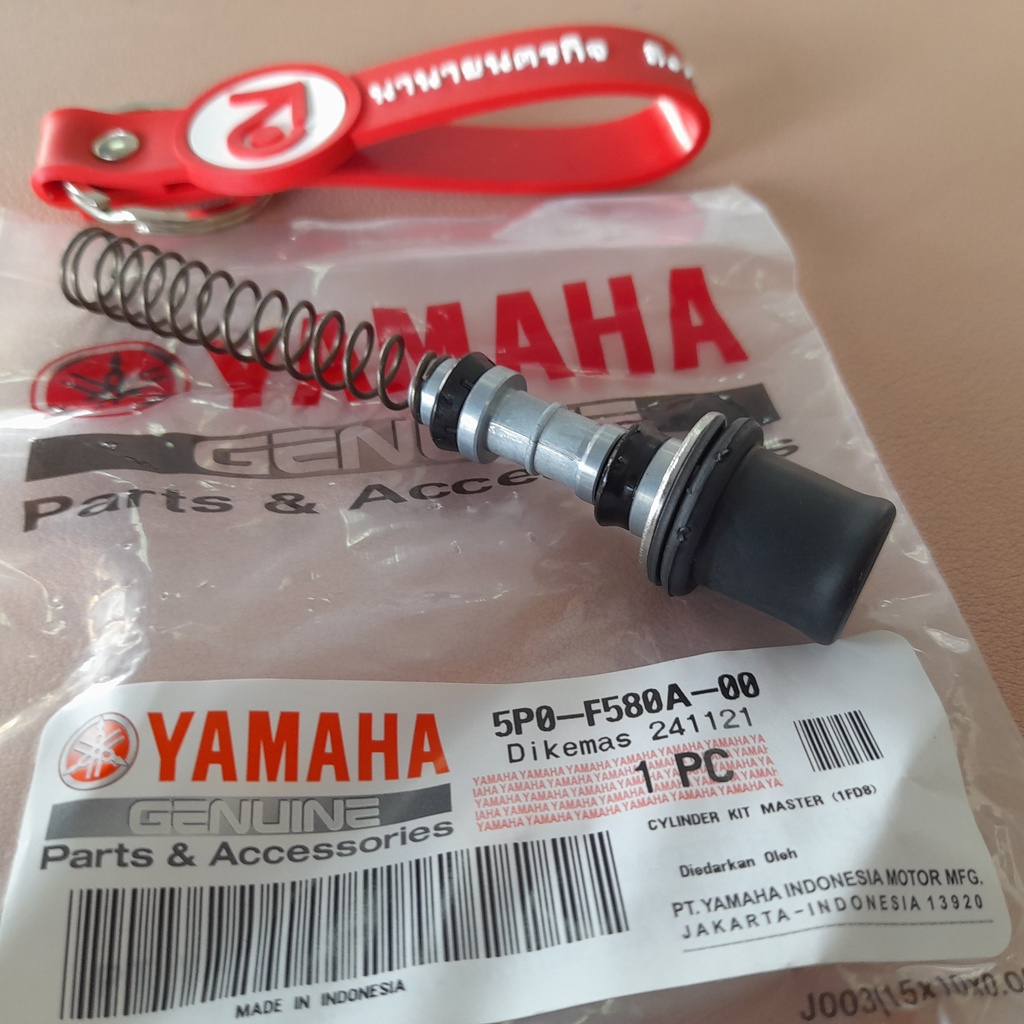 นานายนตรกิจ
YAMAHA
GENUINE
Parts & Acce
YAMAHA
GENUINE
Parts & Accessories
5P0-F580A-00
Dikemas 241121
1 PC
CYLINDER KIT MASTER (1FD8)
Diedarkan Oleh
PT. YAMAHA INDONESIA MOTOR MFG.
JAKARTA-INDONESIA 13920
MADE IN INDONESIA